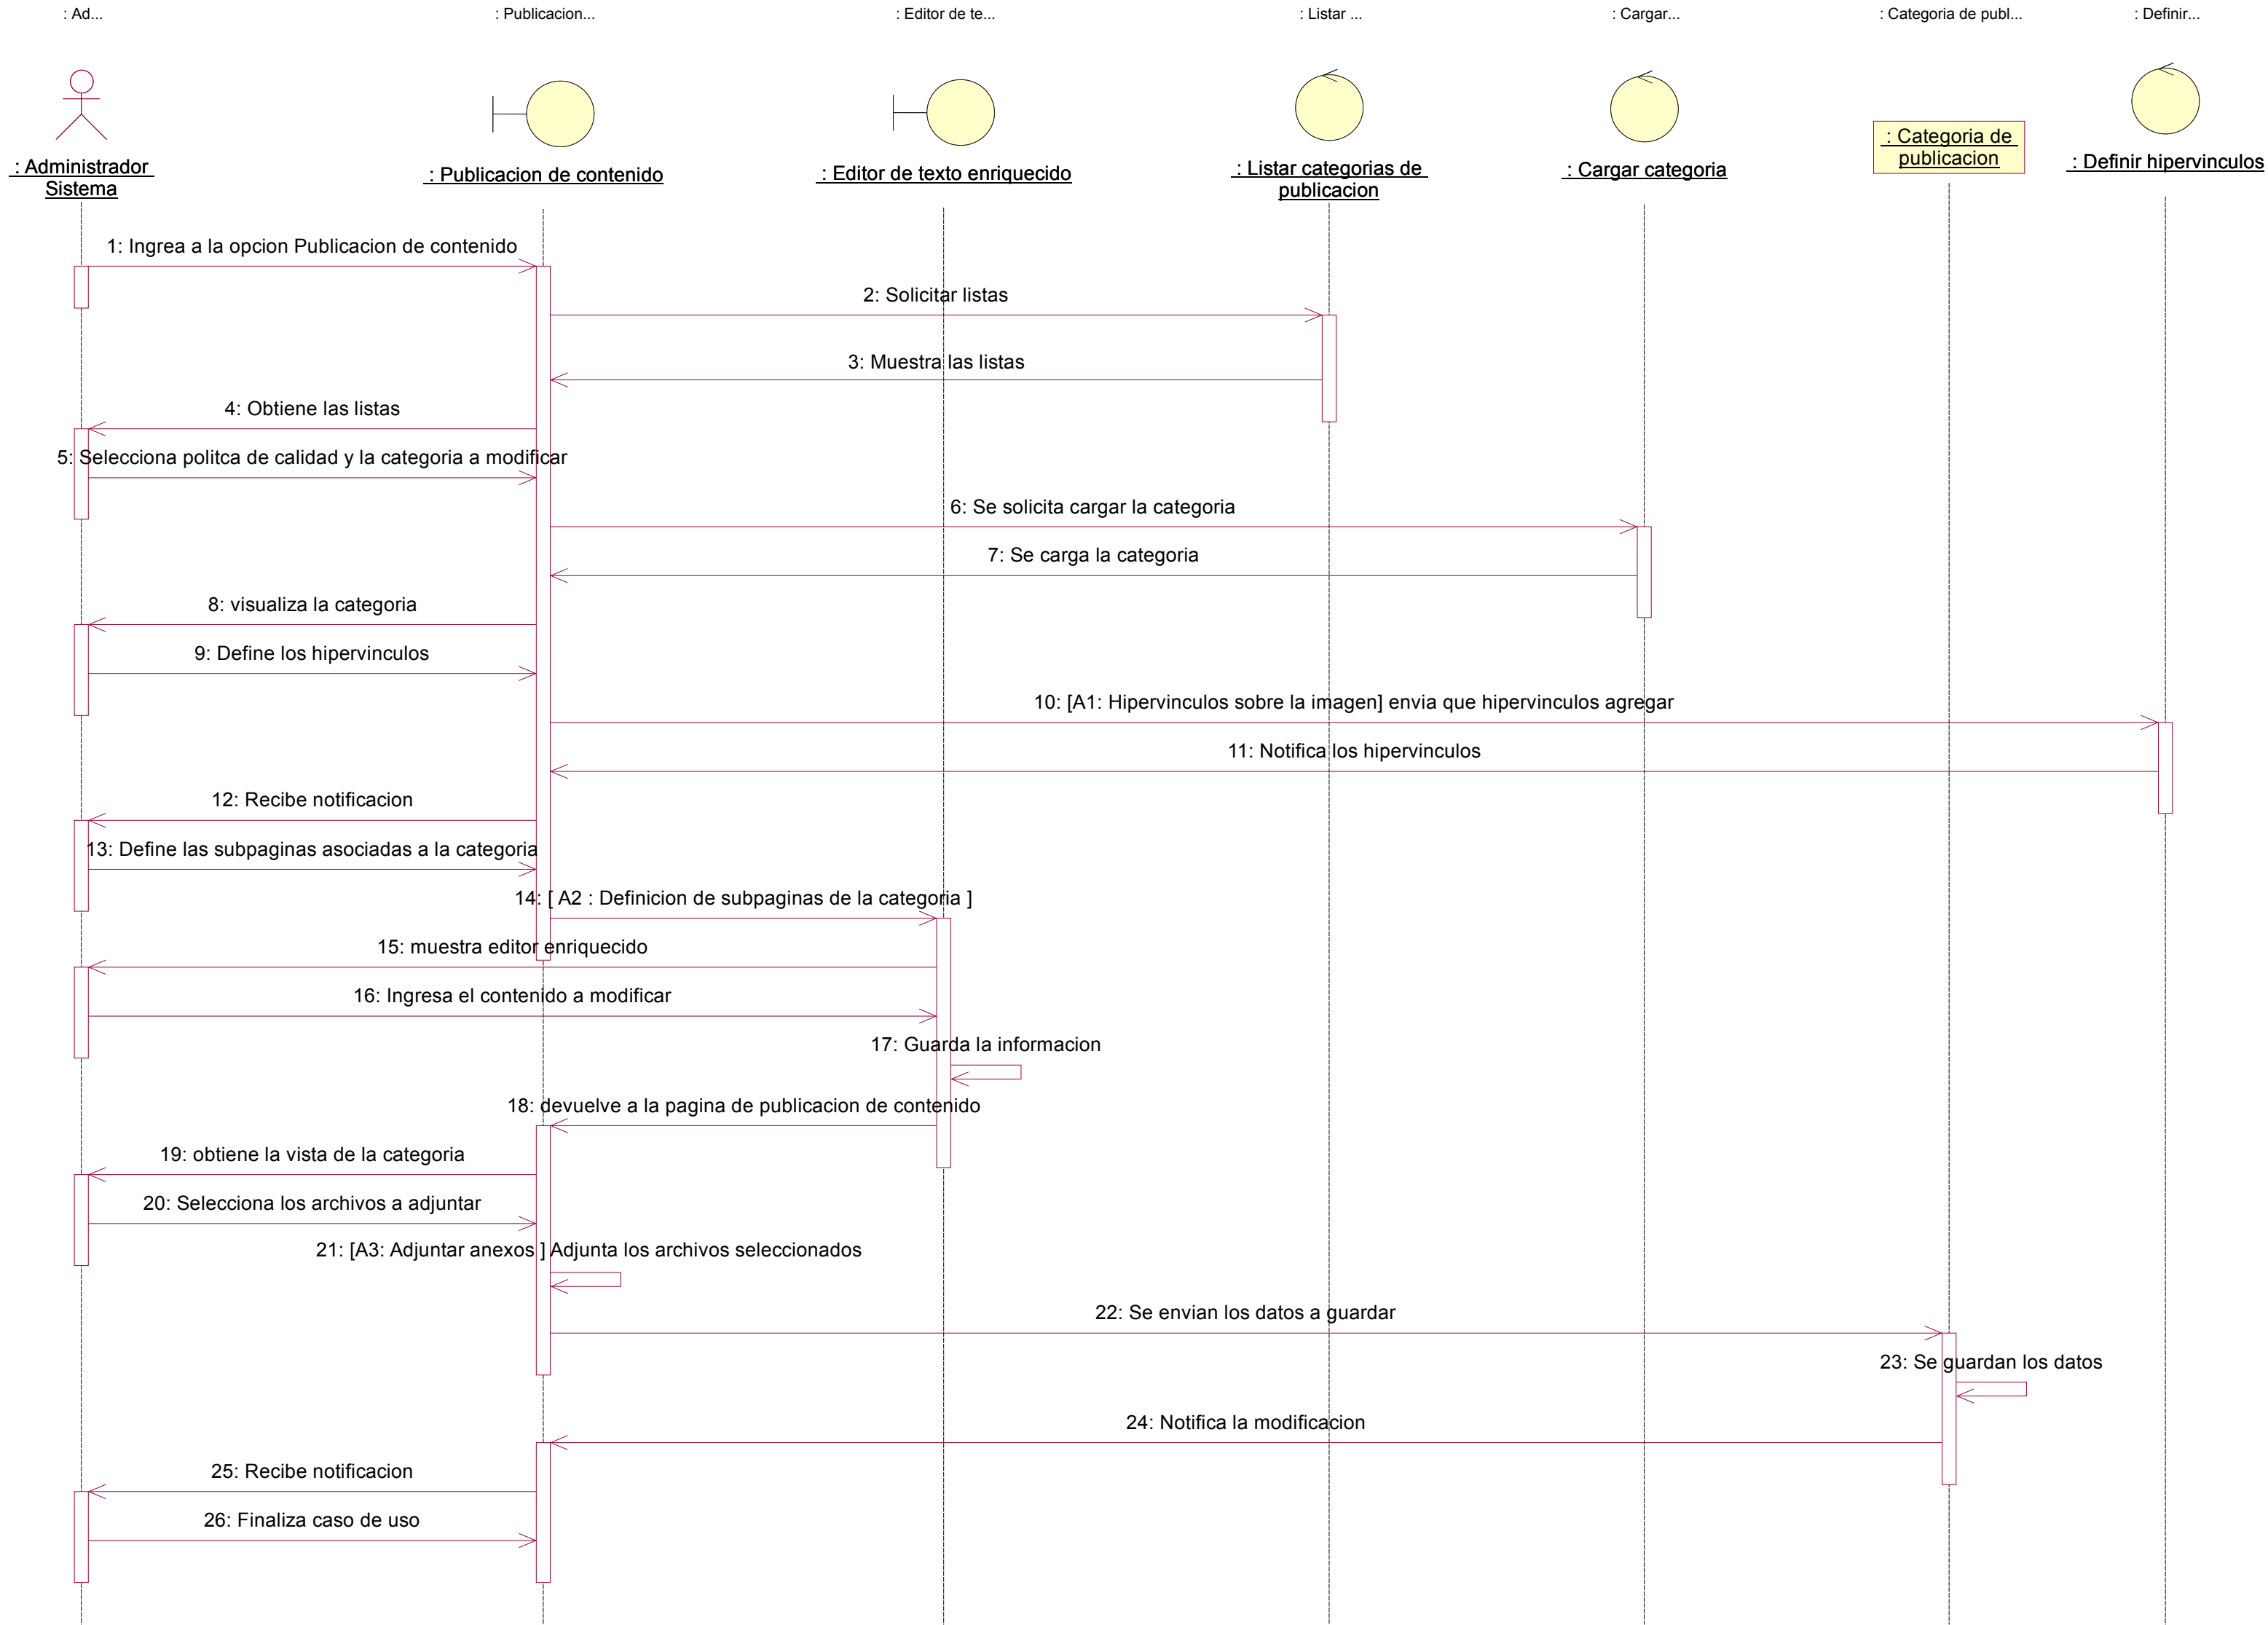 : Ad...
: Publicacion...
: Editor de te...
: Listar ...
: Cargar...
: Categoria de publ...
: Definir...
: Administrador
Sistema
: Publicacion de contenido
: Editor de texto enriquecido
: Listar categorias de
publicacion
: Cargar categoria
: Categoria de
publicacion
: Definir hipervinculos
1: Ingrea a la opcion Publicacion de contenido
2: Solicitar listas
3: Muestra las listas
4: Obtiene las listas
5: Selecciona politca de calidad y la categoria a modificar
6: Se solicita cargar la categoria
7: Se carga la categoria
8: visualiza la categoria
9: Define los hipervinculos
10: [A1: Hipervinculos sobre la imagen] envia que hipervinculos agregar
11: Notifica los hipervinculos
12: Recibe notificacion
13: Define las subpaginas asociadas a la categoria
14: [ A2 : Definicion de subpaginas de la categoria ]
15: muestra editor enriquecido
16: Ingresa el contenido a modificar
17: Guarda la informacion
18: devuelve a la pagina de publicacion de contenido
19: obtiene la vista de la categoria
20: Selecciona los archivos a adjuntar
21: [A3: Adjuntar anexos ] Adjunta los archivos seleccionados
22: Se envian los datos a guardar
23: Se guardan los datos
24: Notifica la modificacion
25: Recibe notificacion
26: Finaliza caso de uso